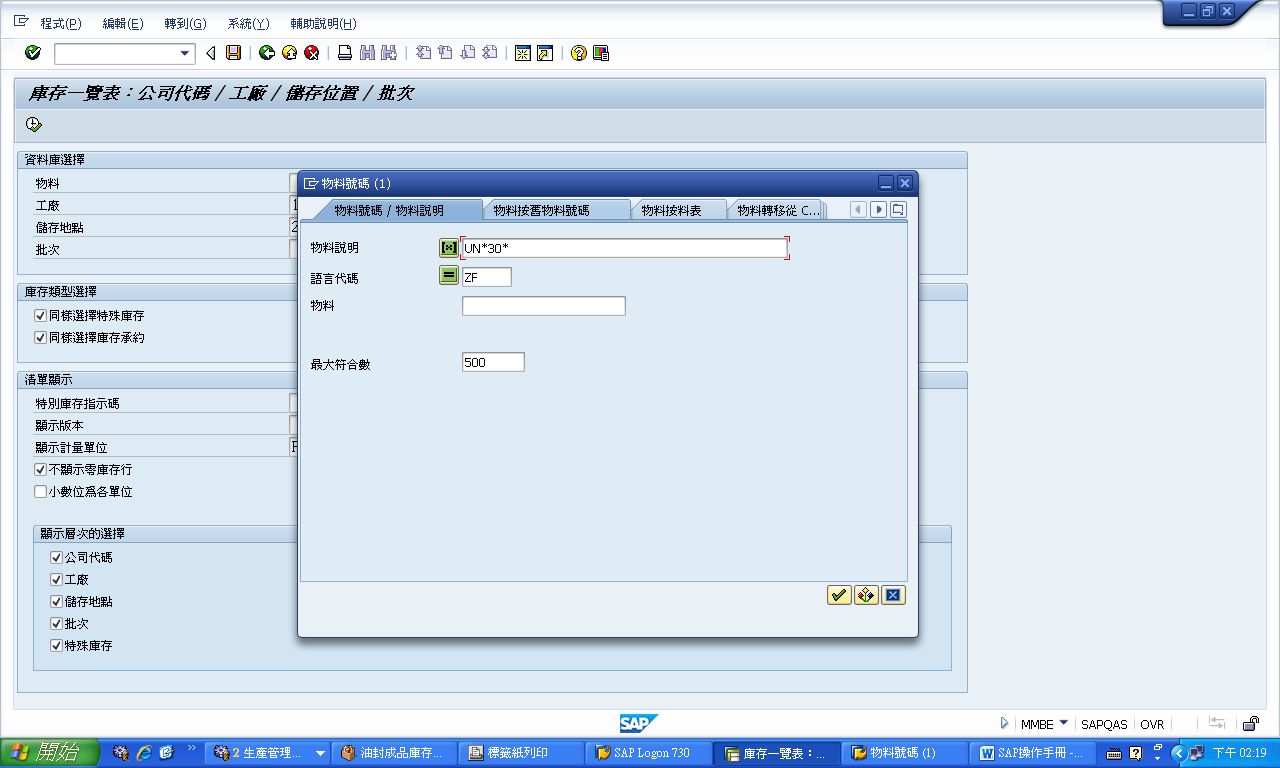 程式(P) 編輯(E) 轉到(G) 系統(Y) 輔助說明(H)
庫存一覽表：公司代碼 / 工廠 / 儲存位置 / 批次
資料庫選擇
物料
工廠
儲存地點
批次
庫存類型選擇
同樣選擇特殊庫存
同樣選擇庫存承約
清單顯示
特別庫存指示碼
顯示版本
顯示計量單位
不顯示零庫存行
小數位爲各單位
顯示層次的選擇
公司代碼
工廠
儲存地點
批次
特殊庫存
物料號碼 (1)
物料號碼 / 物料說明 物料按舊物料號碼 物料按料表 物料轉移從 C...
物料說明 UN*30*
語言代碼 ZF
物料
最大符合數 500
SAP MMBE SAPQAS OVR
開始 2 生產管理... 油封成品庫存... 標籤紙列印 SAP Logon 730 庫存一覽表：... 物料號碼 (1) SAP操作手冊 -... 下午 02:19